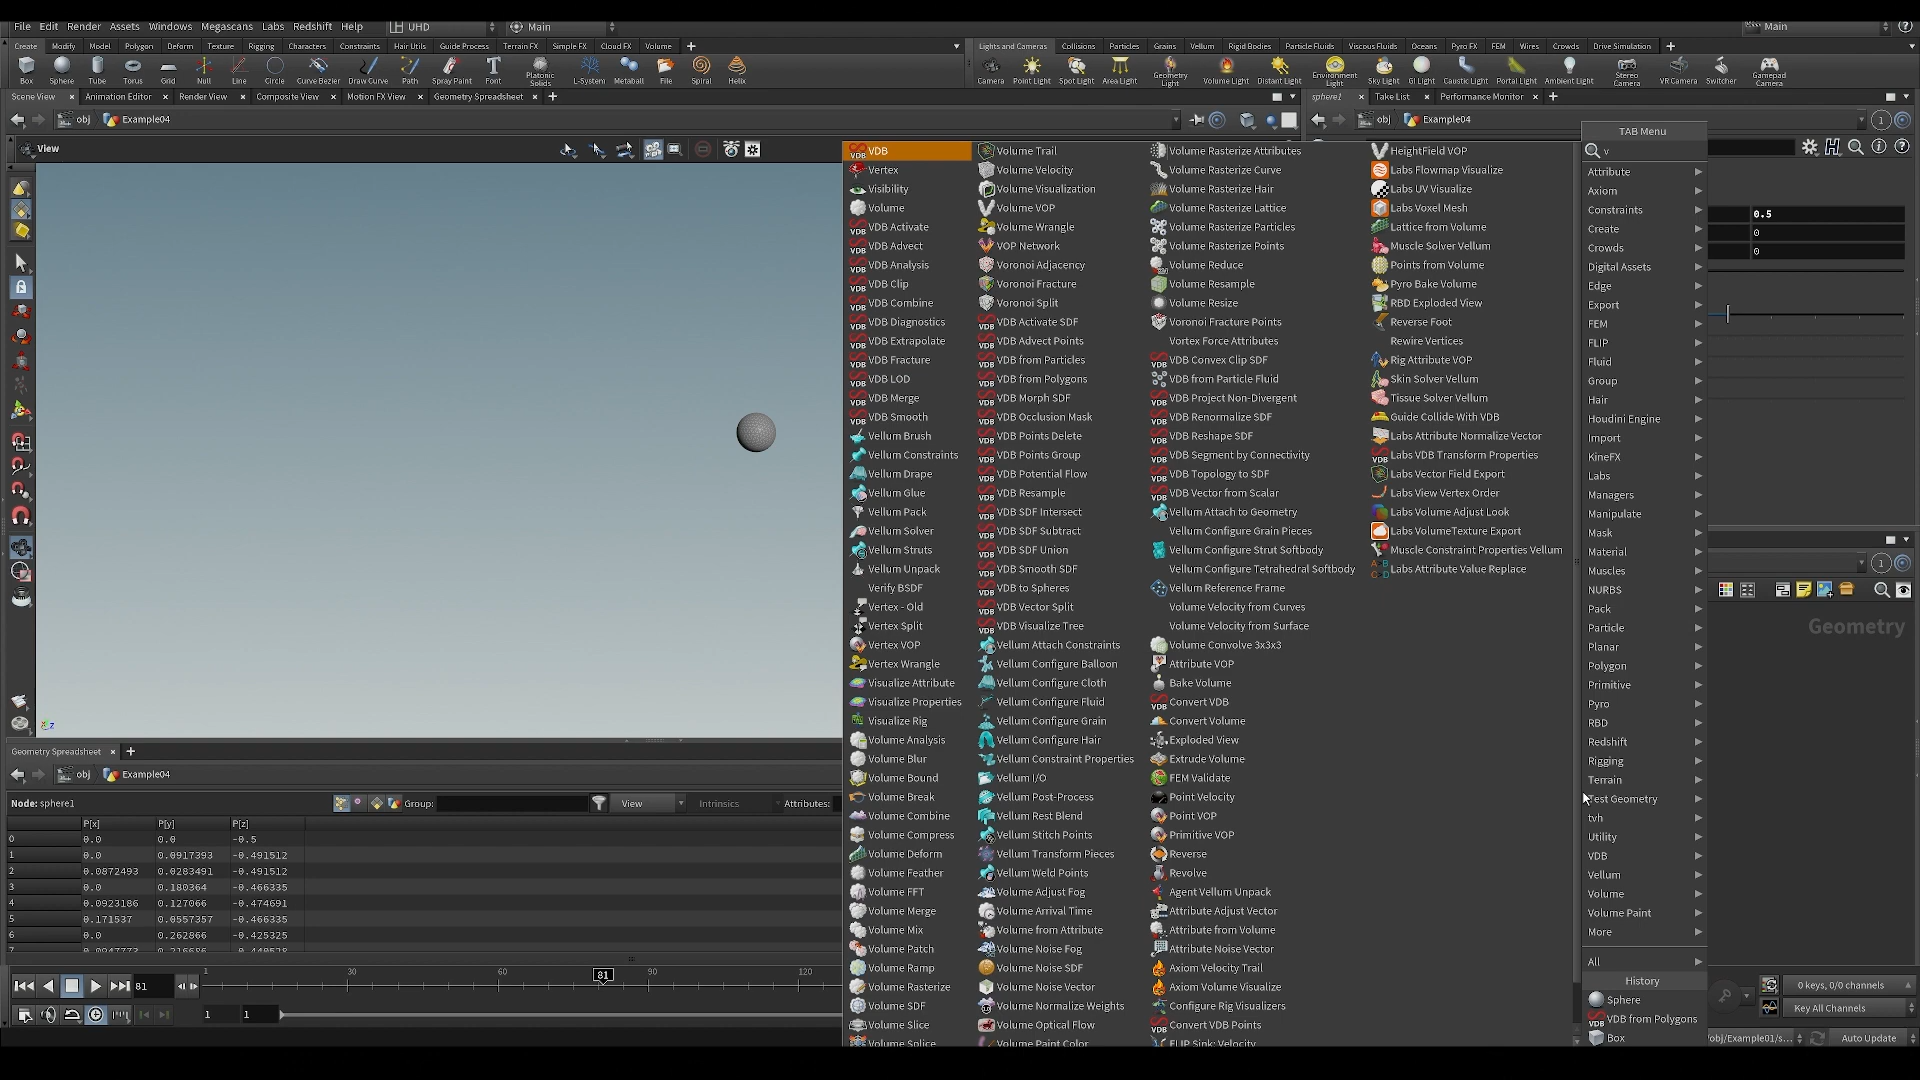 File Edit Render Assets Windows Megascans Labs Redshift Help UHD Main Main
Create Modify Model Polygon Deform Texture Rigging Characters Constraints Hair Utils Guide Process Terrain FX Simple FX Cloud FX Volume
Lights and Cameras Collisions Particles Grains Vellum Rigid Bodies Particle Fluids Viscous Fluids Oceans Pyro FX FEM Wires Crowds Drive Simulation
Box Sphere Tube Torus Grid Null Line Circle Curve Bezier Draw Curve Path Spray Paint Font Platonic Solids L-System Metaball File Spiral Helix
Camera Point Light Spot Light Area Light Geometry Light Volume Light Distant Light Environment Light Sky Light GI Light Caustic Light Portal Light Ambient Light Stereo Camera VR Camera Switcher Gamepad Camera
Scene View Animation Editor Render View Composite View Motion FX View Geometry Spreadsheet
sphere1 Take List Performance Monitor
obj Example04
obj Example04
View
TAB Menu
v
VDB
Vertex
Visibility
Volume
VDB Activate
VDB Advect
VDB Analysis
VDB Clip
VDB Combine
VDB Diagnostics
VDB Extrapolate
VDB Fracture
VDB LOD
VDB Merge
VDB Smooth
Vellum Brush
Vellum Constraints
Vellum Drape
Vellum Glue
Vellum Pack
Vellum Solver
Vellum Struts
Vellum Unpack
Verify BSDF
Vertex - Old
Vertex Split
Vertex VOP
Vertex Wrangle
Visualize Attribute
Visualize Properties
Visualize Rig
Volume Analysis
Volume Blur
Volume Bound
Volume Break
Volume Combine
Volume Compress
Volume Deform
Volume Feather
Volume FFT
Volume Merge
Volume Mix
Volume Patch
Volume Ramp
Volume Rasterize
Volume SDF
Volume Slice
Volume Splice
Volume Trail
Volume Velocity
Volume Visualization
Volume VOP
Volume Wrangle
VOP Network
Voronoi Adjacency
Voronoi Fracture
Voronoi Split
VDB Activate SDF
VDB Advect Points
VDB from Particles
VDB from Polygons
VDB Morph SDF
VDB Occlusion Mask
VDB Points Delete
VDB Points Group
VDB Potential Flow
VDB Resample
VDB SDF Intersect
VDB SDF Subtract
VDB SDF Union
VDB Smooth SDF
VDB to Spheres
VDB Vector Split
VDB Visualize Tree
Vellum Attach Constraints
Vellum Configure Balloon
Vellum Configure Cloth
Vellum Configure Fluid
Vellum Configure Grain
Vellum Configure Hair
Vellum Constraint Properties
Vellum I/O
Vellum Post-Process
Vellum Rest Blend
Vellum Stitch Points
Vellum Transform Pieces
Vellum Weld Points
Volume Adjust Fog
Volume Arrival Time
Volume from Attribute
Volume Noise Fog
Volume Noise SDF
Volume Noise Vector
Volume Normalize Weights
Volume Optical Flow
Volume Paint Color
Volume Rasterize Attributes
Volume Rasterize Curve
Volume Rasterize Hair
Volume Rasterize Lattice
Volume Rasterize Particles
Volume Rasterize Points
Volume Reduce
Volume Resample
Volume Resize
Voronoi Fracture Points
Vortex Force Attributes
VDB Convex Clip SDF
VDB from Particle Fluid
VDB Project Non-Divergent
VDB Renormalize SDF
VDB Reshape SDF
VDB Segment by Connectivity
VDB Topology to SDF
VDB Vector from Scalar
Vellum Attach to Geometry
Vellum Configure Grain Pieces
Vellum Configure Strut Softbody
Vellum Configure Tetrahedral Softbody
Vellum Reference Frame
Volume Velocity from Curves
Volume Velocity from Surface
Volume Convolve 3x3x3
Attribute VOP
Bake Volume
Convert VDB
Convert Volume
Exploded View
Extrude Volume
FEM Validate
Point Velocity
Point VOP
Primitive VOP
Reverse
Revolve
Agent Vellum Unpack
Attribute Adjust Vector
Attribute from Volume
Attribute Noise Vector
Axiom Velocity Trail
Axiom Volume Visualize
Configure Rig Visualizers
Convert VDB Points
FLIP Sink: Velocity
HeightField VOP
Labs Flowmap Visualize
Labs UV Visualize
Labs Voxel Mesh
Lattice from Volume
Muscle Solver Vellum
Points from Volume
Pyro Bake Volume
RBD Exploded View
Reverse Foot
Rewire Vertices
Rig Attribute VOP
Skin Solver Vellum
Tissue Solver Vellum
Guide Collide With VDB
Labs Attribute Normalize Vector
Labs VDB Transform Properties
Labs Vector Field Export
Labs View Vertex Order
Labs Volume Adjust Look
Labs VolumeTexture Export
Muscle Constraint Properties Vellum
Labs Attribute Value Replace
Attribute
Axiom
Constraints
Create
Crowds
Digital Assets
Edge
Export
FEM
FLIP
Fluid
Group
Hair
Houdini Engine
Import
KineFX
Labs
Managers
Manipulate
Mask
Material
Muscles
NURBS
Pack
Particle
Planar
Polygon
Primitive
Pyro
RBD
Redshift
Rigging
Terrain
Test Geometry
tvh
Utility
VDB
Vellum
Volume
Volume Paint
More
All
History
Sphere
VDB from Polygons
Box
0.5
0
0
1
1
Geometry
Geometry Spreadsheet
obj Example04
Node: sphere1 Group: View Intrinsics Attributes:
P[x] P[y] P[z]
0 0.0 0.0 -0.5
1 0.0 0.0917393 -0.491512
2 0.0872493 0.0283491 -0.491512
3 0.0 0.180364 -0.466335
4 0.0923186 0.127066 -0.474691
5 0.171537 0.0557357 -0.466335
6 0.0 0.262866 -0.425325
81 1 30 60 81 90 120
1 1
0 keys, 0/0 channels
Key All Channels
/obj/Example01/s... Auto Update